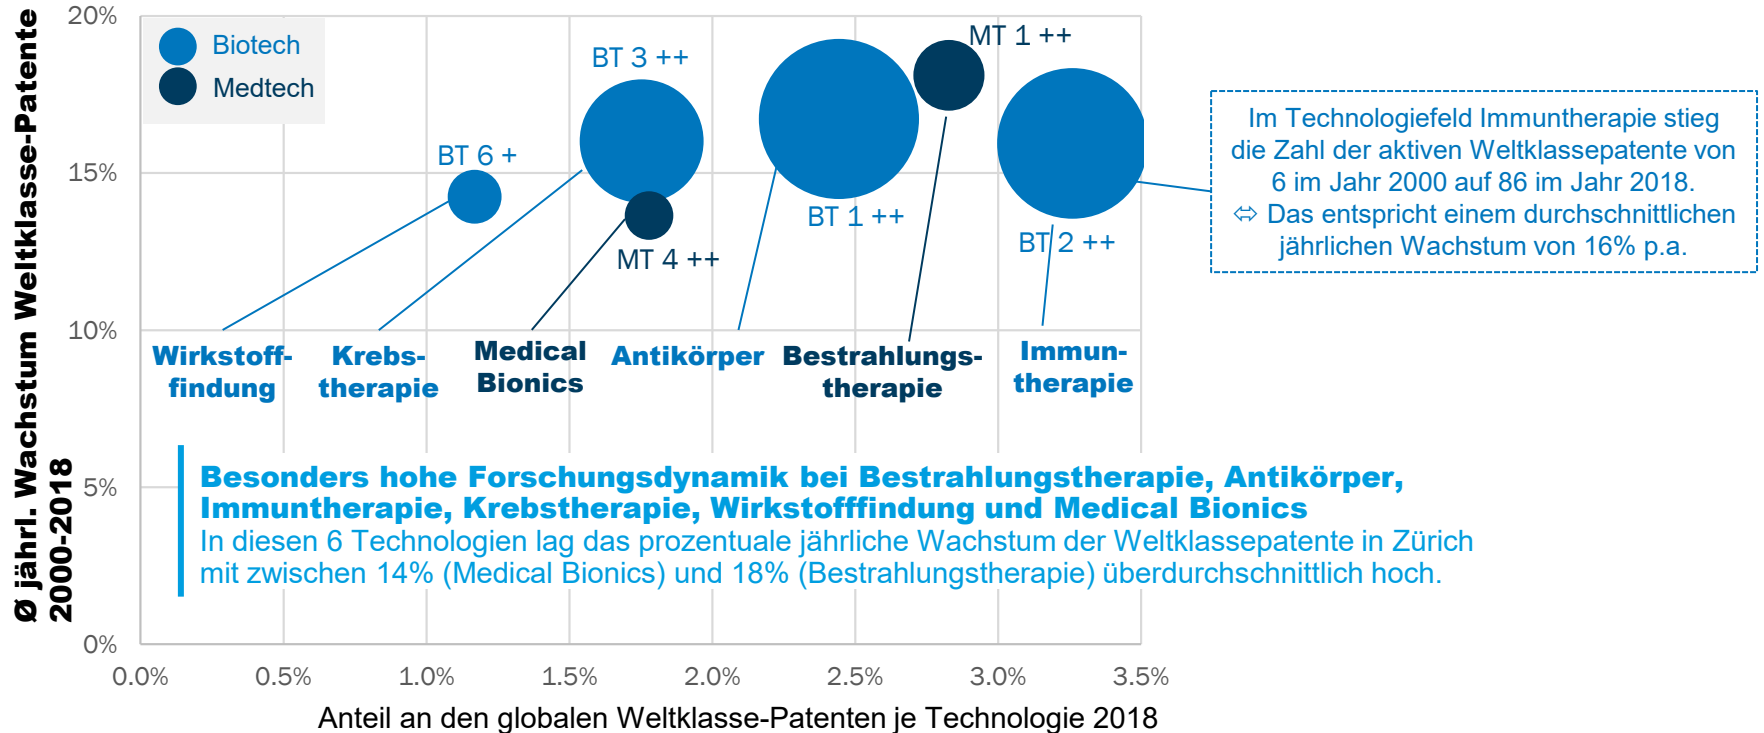 Ø jährl. Wachstum Weltklasse-Patente
2000-2018
20%
15%
10%
5%
0%
Biotech
Medtech
BT 6 +
BT 3 ++
MT 4 ++
BT 1 ++
MT 1 ++
BT 2 ++
Im Technologiefeld Immuntherapie stieg
die Zahl der aktiven Weltklassepatente von
6 im Jahr 2000 auf 86 im Jahr 2018.
⇔ Das entspricht einem durchschnittlichen
jährlichen Wachstum von 16% p.a.
Wirkstoff-
findung
Krebs-
therapie
Medical
Bionics
Antikörper
Bestrahlungs-
therapie
Immun-
therapie
Besonders hohe Forschungsdynamik bei Bestrahlungstherapie, Antikörper,
Immuntherapie, Krebstherapie, Wirkstofffindung und Medical Bionics
In diesen 6 Technologien lag das prozentuale jährliche Wachstum der Weltklassepatente in Zürich
mit zwischen 14% (Medical Bionics) und 18% (Bestrahlungstherapie) überdurchschnittlich hoch.
0.0% 0.5% 1.0% 1.5% 2.0% 2.5% 3.0% 3.5%
Anteil an den globalen Weltklasse-Patenten je Technologie 2018